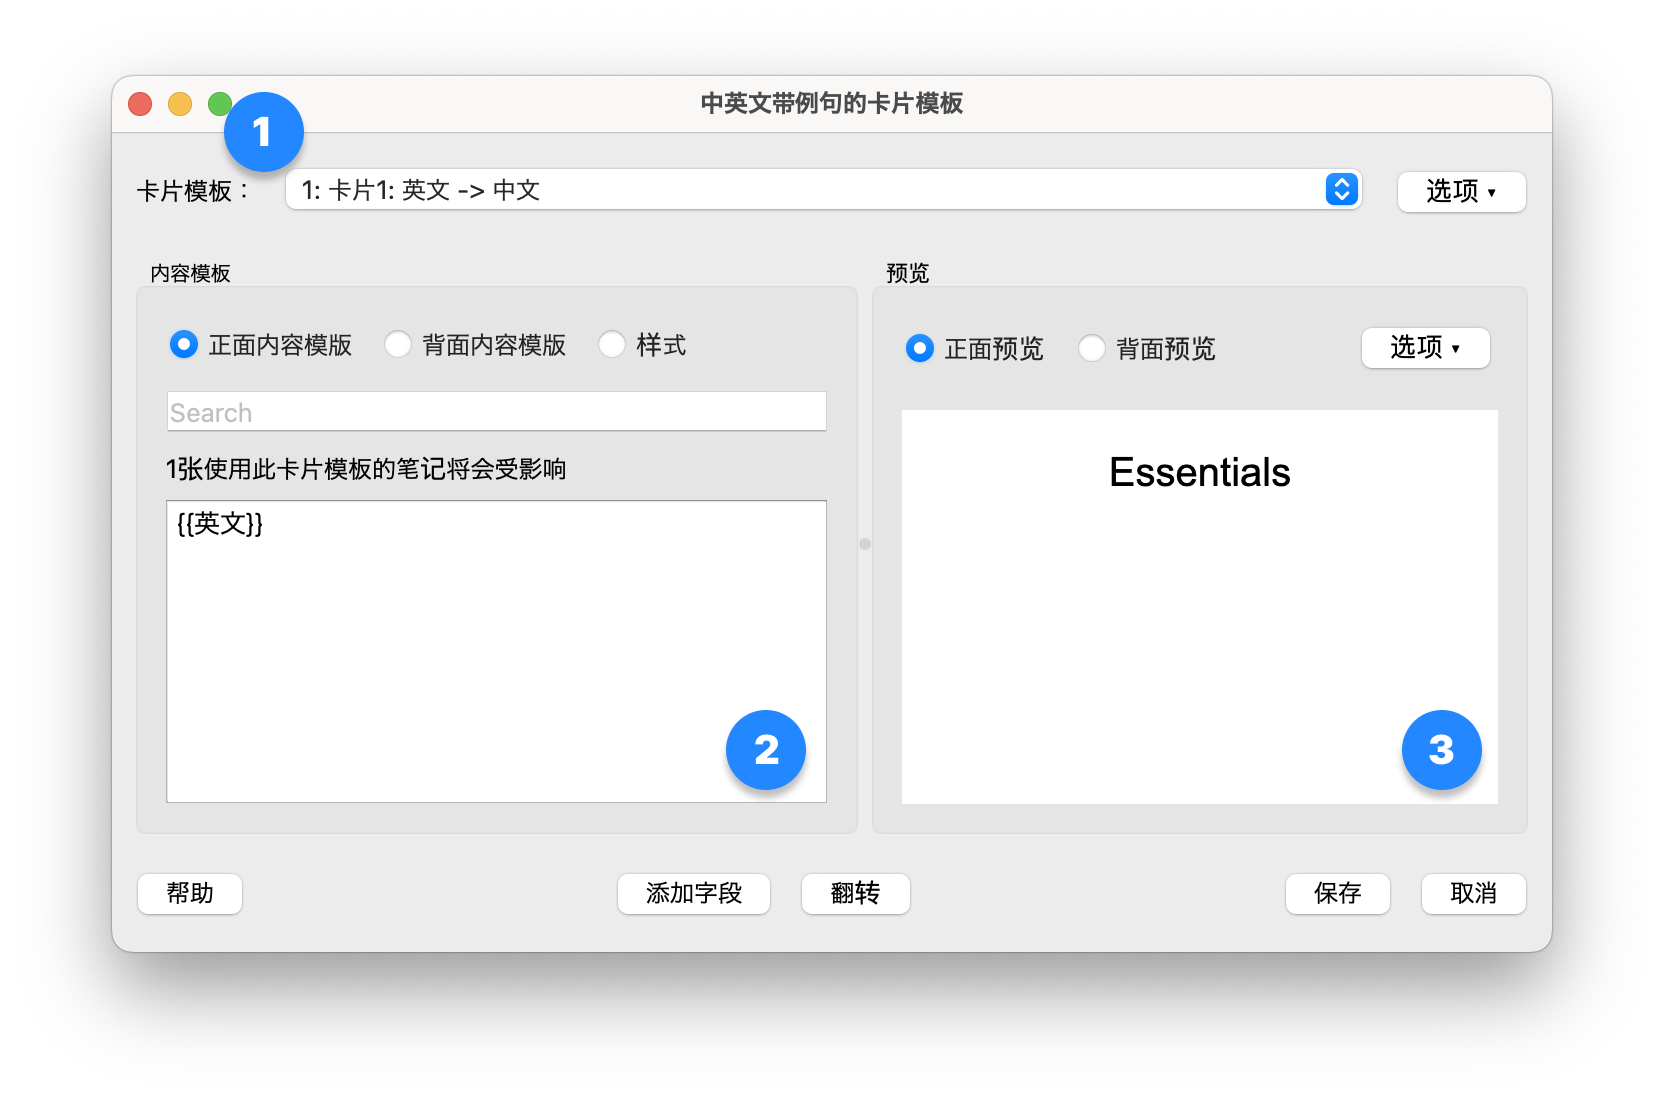 中英文带例句的卡片模板
1
卡片模板：
1: 卡片1: 英文 -> 中文
选项 ▾
内容模板
预览
正面内容模版 背面内容模版 样式
正面预览 背面预览 选项 ▾
Search
1张使用此卡片模板的笔记将会受影响
{{英文}}
Essentials
2
3
帮助 添加字段 翻转 保存 取消